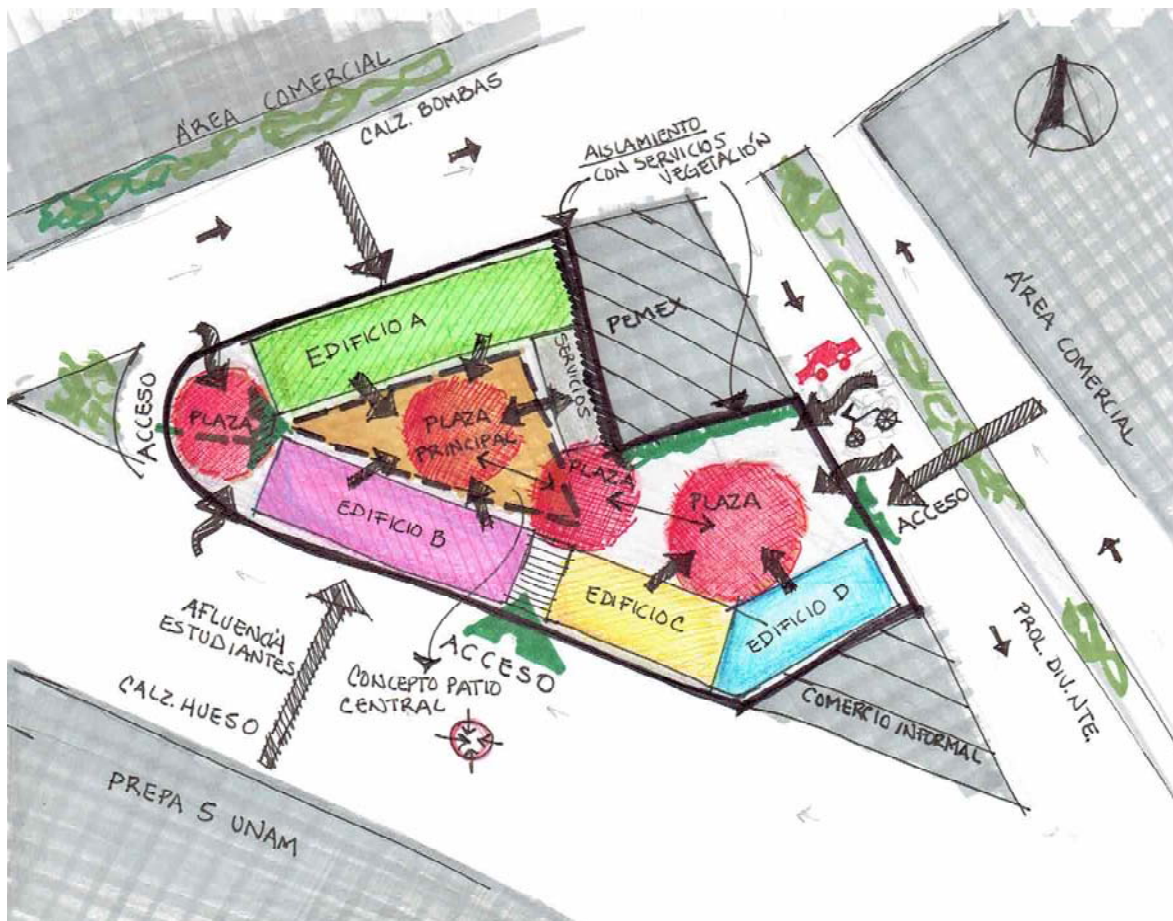 ÁREA COMERCIAL
CALZ. BOMBAS
AISLAMIENTO
CON SERVICIOS
VEGETACIÓN
ÁREA COMERCIAL
PEMEX
EDIFICIO A
SERVICIOS
ACCESO
PLAZA
PLAZA
PRINCIPAL
PLAZA
PLAZA
ACCESO
EDIFICIO B
EDIFICIO C
EDIFICIO D
AFLUENCIA
ESTUDIANTES
ACCESO
CONCEPTO PATIO
CENTRAL
CALZ. HUESO
PROL. DIV. NTE.
COMERCIO INFORMAL
PREPA 5 UNAM